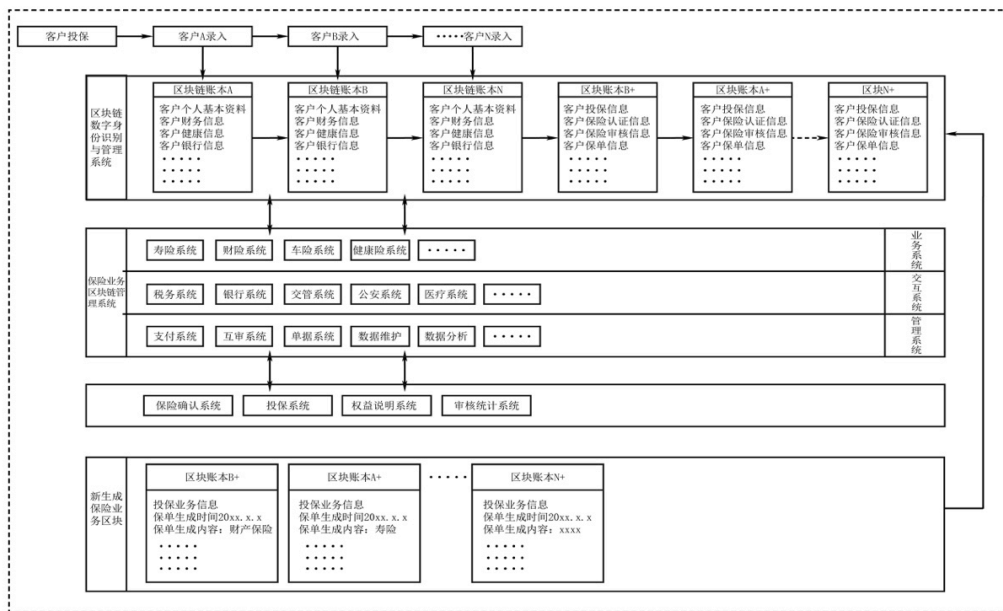 客户投保
客户A录入
客户B录入
·····客户N录入
区块链
数字身
份识别
与管理
系统
区块链账本A
客户个人基本资料
客户财务信息
客户健康信息
客户银行信息
·····
·····
·····
区块链账本B
客户个人基本资料
客户财务信息
客户健康信息
客户银行信息
·····
·····
·····
区块链账本N
客户个人基本资料
客户财务信息
客户健康信息
客户银行信息
·····
·····
·····
区块账本B+
客户投保信息
客户保险认证信息
客户保险审核信息
客户保单信息
·····
·····
·····
区块账本A+
客户投保信息
客户保险认证信息
客户保险审核信息
客户保单信息
·····
·····
·····
区块N+
客户投保信息
客户保险认证信息
客户保险审核信息
客户保单信息
·····
·····
·····
保险业务
区块链管
理系统
寿险系统
财险系统
车险系统
健康险系统
·····
业务系统
税务系统
银行系统
交管系统
公安系统
医疗系统
·····
交互系统
支付系统
互审系统
单据系统
数据维护
数据分析
·····
管理系统
保险确认系统
投保系统
权益说明系统
审核统计系统
新生成
保险业
务区块
区块账本B+
投保业务信息
保单生成时间20xx.x.x
保单生成内容：财产保险
·····
·····
·····
区块账本A+
投保业务信息
保单生成时间20xx.x.x
保单生成内容：寿险
·····
·····
·····
·····
区块账本N+
投保业务信息
保单生成时间20xx.x.x
保单生成内容：xxxx
·····
·····
·····